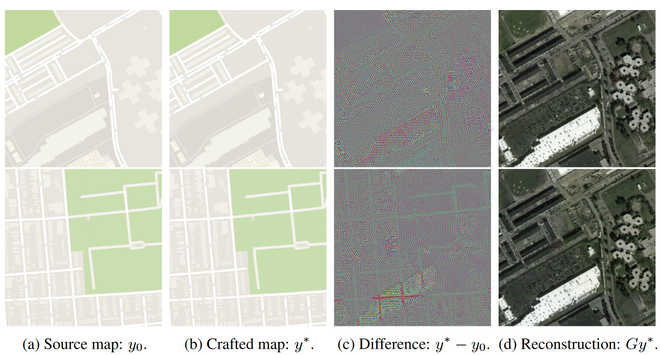 (a) Source map: y₀.
(b) Crafted map: y*.
(c) Difference: y* − y₀.
(d) Reconstruction: Gy*.